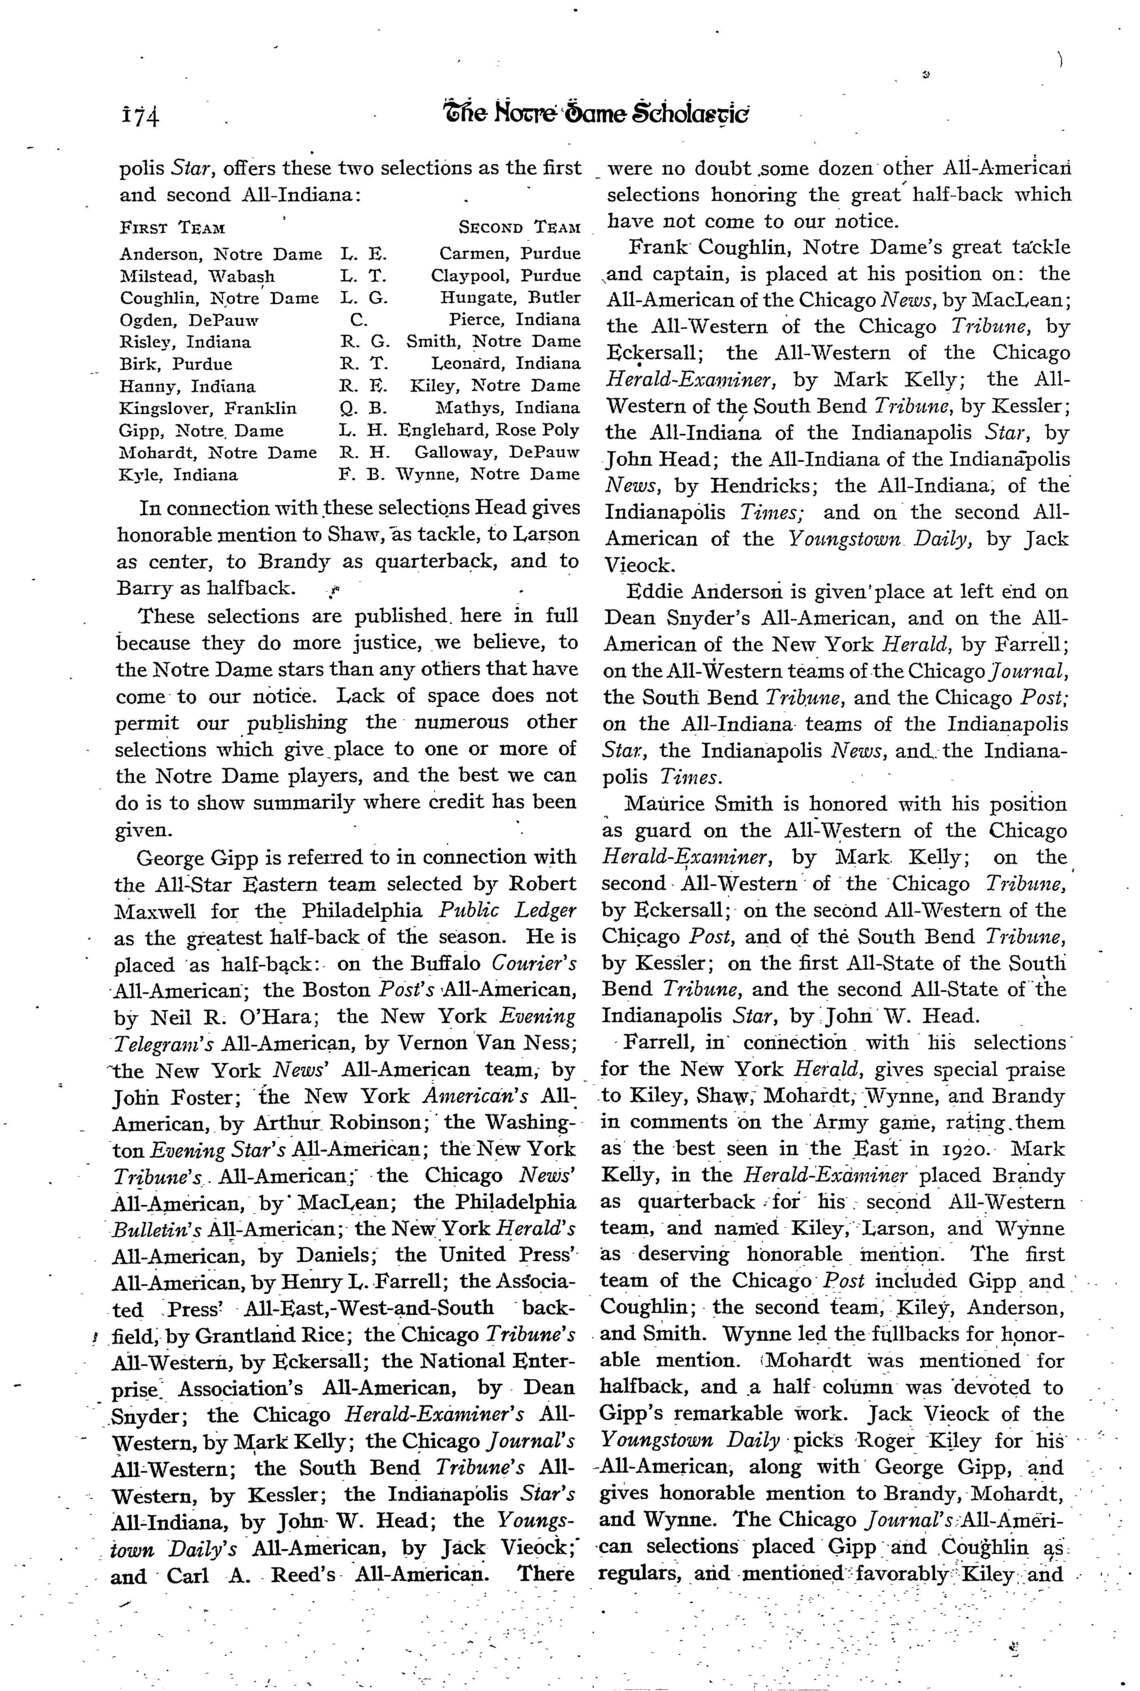 174
The Notre Dame Scholastic
polis Star, offers these two selections as the first
and second All-Indiana:
FIRST TEAM SECOND TEAM
Anderson, Notre Dame L. E. Carmen, Purdue
Milstead, Wabash L. T. Claypool, Purdue
Coughlin, Notre Dame L. G. Hungate, Butler
Ogden, DePauw C. Pierce, Indiana
Risley, Indiana R. G. Smith, Notre Dame
Birk, Purdue R. T. Leonard, Indiana
Hanny, Indiana R. E. Kiley, Notre Dame
Kingslover, Franklin Q. B. Mathys, Indiana
Gipp, Notre Dame L. H. Englehard, Rose Poly
Mohardt, Notre Dame R. H. Galloway, DePauw
Kyle, Indiana F. B. Wynne, Notre Dame
In connection with these selections Head gives
honorable mention to Shaw, as tackle, to Larson
as center, to Brandy as quarterback, and to
Barry as halfback.
These selections are published here in full
because they do more justice, we believe, to
the Notre Dame stars than any others that have
come to our notice. Lack of space does not
permit our publishing the numerous other
selections which give place to one or more of
the Notre Dame players, and the best we can
do is to show summarily where credit has been
given.
George Gipp is referred to in connection with
the All-Star Eastern team selected by Robert
Maxwell for the Philadelphia Public Ledger
as the greatest half-back of the season. He is
placed as half-back: on the Buffalo Courier's
All-American; the Boston Post's All-American,
by Neil R. O'Hara; the New York Evening
Telegram's All-American, by Vernon Van Ness;
the New York News' All-American team, by
John Foster; the New York American's All-
American, by Arthur Robinson; the Washing-
ton Evening Star's All-American; the New York
Tribune's All-American; the Chicago News'
All-American, by MacLean; the Philadelphia
Bulletin's All-American; the New York Herald's
All-American, by Daniels; the United Press'
All-American, by Henry L. Farrell; the Associa-
ted Press' All-East,-West-and-South back-
field, by Grantland Rice; the Chicago Tribune's
All-Western, by Eckersall; the National Enter-
prise Association's All-American, by Dean
Snyder; the Chicago Herald-Examiner's All-
Western, by Mark Kelly; the Chicago Journal's
All-Western; the South Bend Tribune's All-
Western, by Kessler; the Indianapolis Star's
All-Indiana, by John W. Head; the Youngs-
town Daily's All-American, by Jack Vieock;
and Carl A. Reed's All-American. There
were no doubt some dozen other All-American
selections honoring the great half-back which
have not come to our notice.
Frank Coughlin, Notre Dame's great tackle
and captain, is placed at his position on: the
All-American of the Chicago News, by MacLean;
the All-Western of the Chicago Tribune, by
Eckersall; the All-Western of the Chicago
Herald-Examiner, by Mark Kelly; the All-
Western of the South Bend Tribune, by Kessler;
the All-Indiana of the Indianapolis Star, by
John Head; the All-Indiana of the Indianapolis
News, by Hendricks; the All-Indiana, of the
Indianapolis Times; and on the second All-
American of the Youngstown Daily, by Jack
Vieock.
Eddie Anderson is given place at left end on
Dean Snyder's All-American, and on the All-
American of the New York Herald, by Farrell;
on the All-Western teams of the Chicago Journal,
the South Bend Tribune, and the Chicago Post;
on the All-Indiana teams of the Indianapolis
Star, the Indianapolis News, and the Indiana-
polis Times.
Maurice Smith is honored with his position
as guard on the All-Western of the Chicago
Herald-Examiner, by Mark Kelly; on the
second All-Western of the Chicago Tribune,
by Eckersall; on the second All-Western of the
Chicago Post, and of the South Bend Tribune,
by Kessler; on the first All-State of the South
Bend Tribune, and the second All-State of the
Indianapolis Star, by John W. Head.
Farrell, in connection with his selections
for the New York Herald, gives special praise
to Kiley, Shaw, Mohardt, Wynne, and Brandy
in comments on the Army game, rating them
as the best seen in the East in 1920. Mark
Kelly, in the Herald-Examiner placed Brandy
as quarterback for his second All-Western
team, and named Kiley, Larson, and Wynne
as deserving honorable mention. The first
team of the Chicago Post included Gipp and
Coughlin; the second team, Kiley, Anderson,
and Smith. Wynne led the fullbacks for honor-
able mention. Mohardt was mentioned for
halfback, and a half column was devoted to
Gipp's remarkable work. Jack Vieock of the
Youngstown Daily picks Roger Kiley for his
All-American, along with George Gipp, and
gives honorable mention to Brandy, Mohardt,
and Wynne. The Chicago Journal's All-Ameri-
can selections placed Gipp and Coughlin as
regulars, and mentioned favorably Kiley and